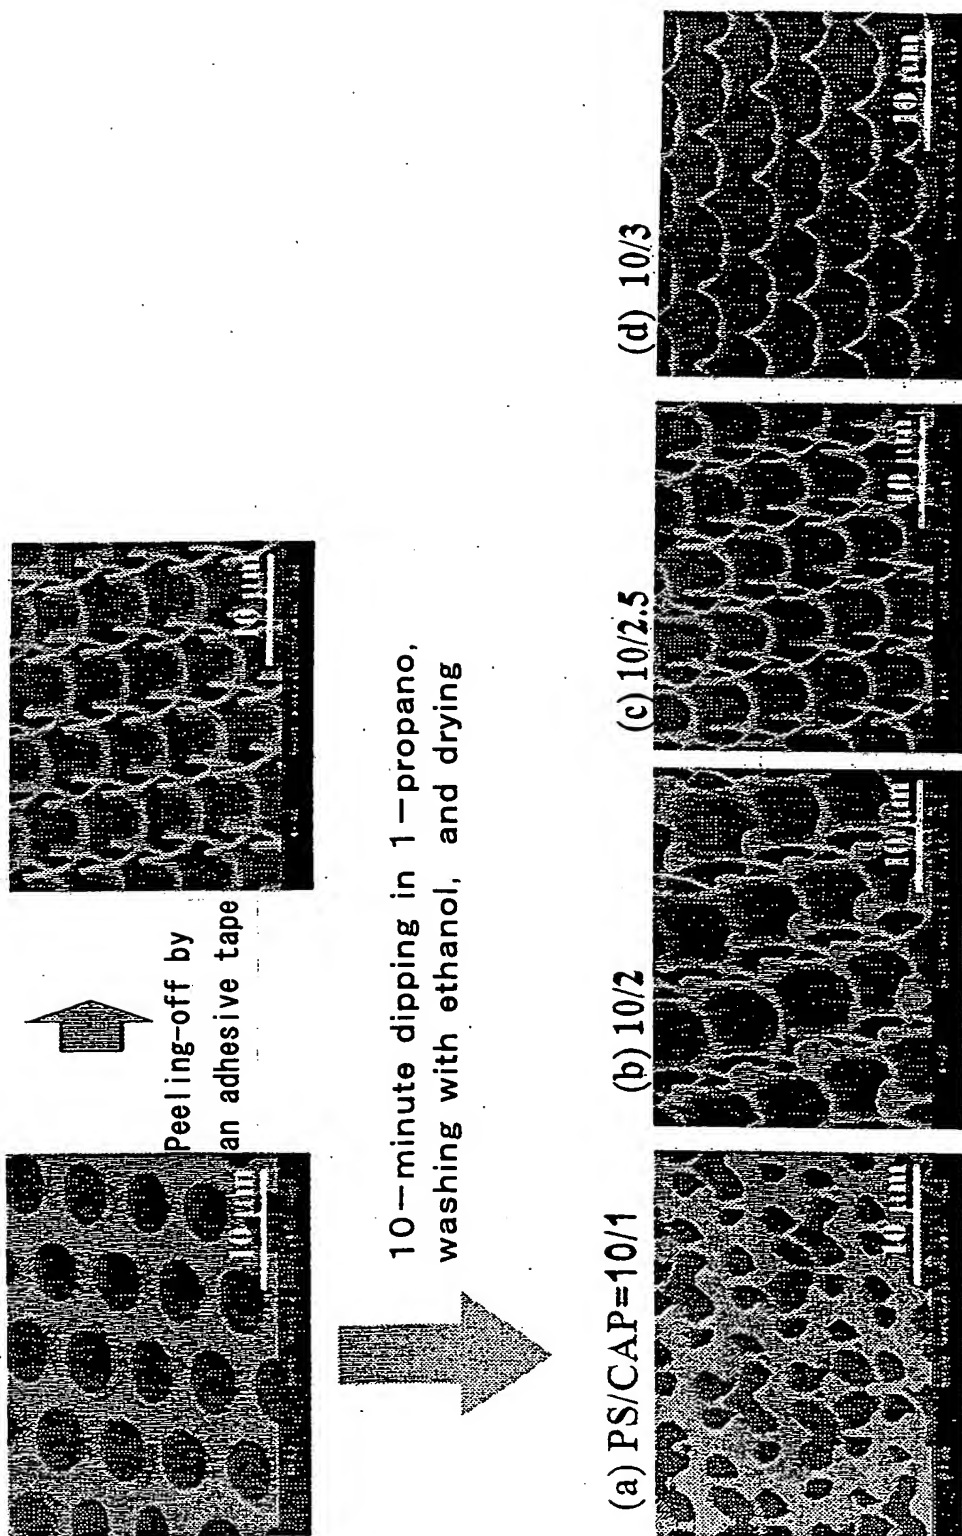 10 μm
Peeling-off by
an adhesive tape
10 μm
10-minute dipping in 1-propano,
washing with ethanol, and drying
(a) PS/CAP=10/1
(b) 10/2
(c) 10/2.5
(d) 10/3
10 μm
10 μm
10 μm
10 μm